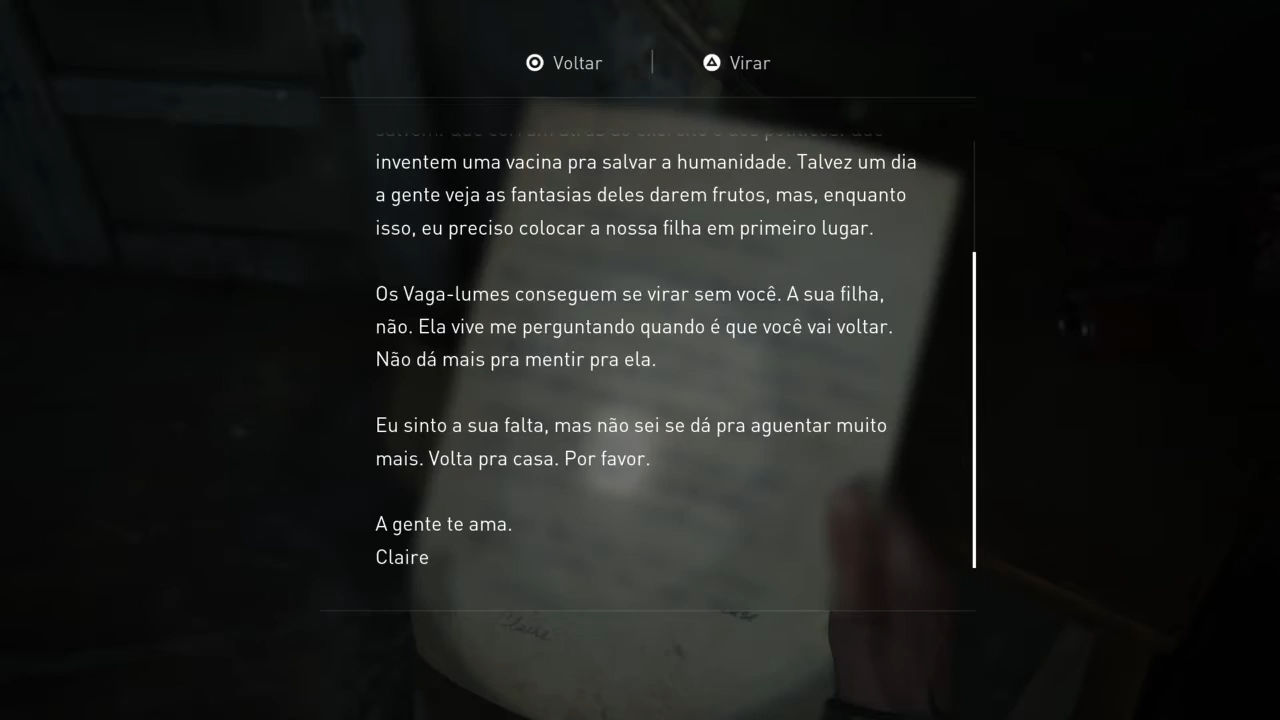 Voltar
Virar
inventem uma vacina pra salvar a humanidade. Talvez um dia
a gente veja as fantasias deles darem frutos, mas, enquanto
isso, eu preciso colocar a nossa filha em primeiro lugar.
Os Vaga-lumes conseguem se virar sem você. A sua filha,
não. Ela vive me perguntando quando é que você vai voltar.
Não dá mais pra mentir pra ela.
Eu sinto a sua falta, mas não sei se dá pra aguentar muito
mais. Volta pra casa. Por favor.
A gente te ama.
Claire
Claire